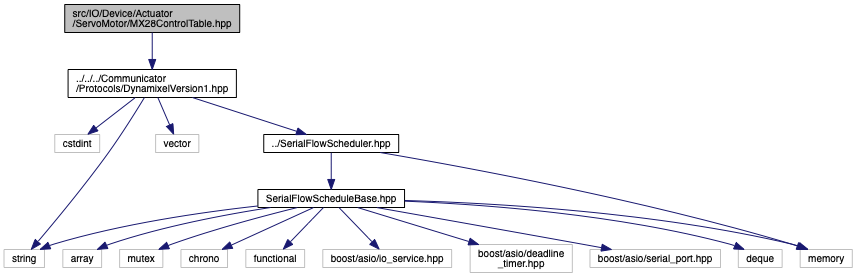 src/IO/Device/Actuator
/ServoMotor/MX28ControlTable.hpp
../../../Communicator
/Protocols/DynamixelVersion1.hpp
cstdint
vector
../SerialFlowScheduler.hpp
SerialFlowScheduleBase.hpp
string
array
mutex
chrono
functional
boost/asio/io_service.hpp
boost/asio/deadline
_timer.hpp
boost/asio/serial_port.hpp
deque
memory